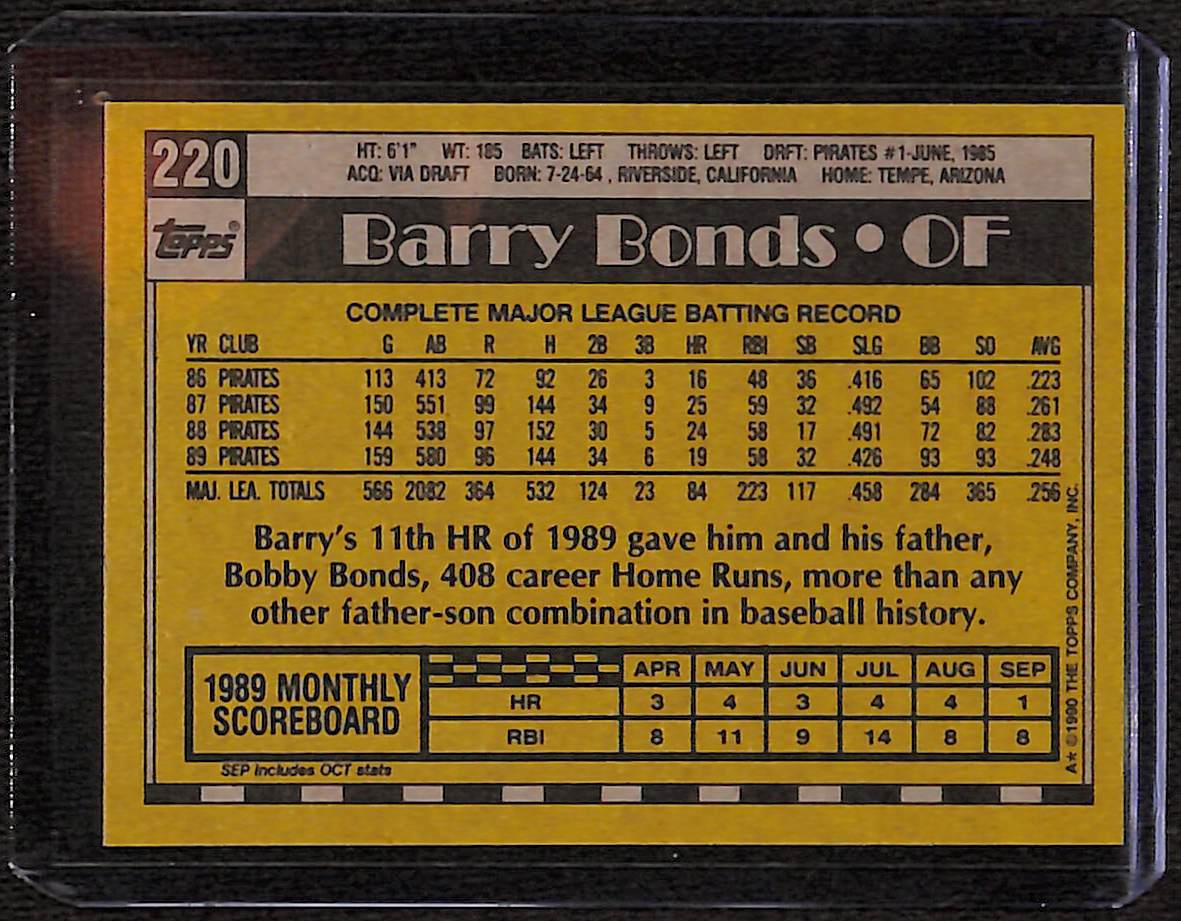 220
HT: 6'1" WT: 185 BATS: LEFT THROWS: LEFT DRFT: PIRATES #1-JUNE, 1985
ACQ: VIA DRAFT BORN: 7-24-64, RIVERSIDE, CALIFORNIA HOME: TEMPE, ARIZONA
topps®
Barry Bonds • OF
COMPLETE MAJOR LEAGUE BATTING RECORD
YR CLUB G AB R H 2B 3B HR RBI SB SLG BB SO AVG
86 PIRATES 113 413 72 92 26 3 16 48 36 .416 65 102 .223
87 PIRATES 150 551 99 144 34 9 25 59 32 .492 54 88 .261
88 PIRATES 144 538 97 152 30 5 24 58 17 .491 72 82 .283
89 PIRATES 159 580 96 144 34 6 19 58 32 .426 93 93 .248
MAJ. LEA. TOTALS 566 2082 364 532 124 23 84 223 117 .458 284 365 .256
Barry's 11th HR of 1989 gave him and his father,
Bobby Bonds, 408 career Home Runs, more than any
other father-son combination in baseball history.
1989 MONTHLY
SCOREBOARD
APR MAY JUN JUL AUG SEP
HR 3 4 3 4 4 1
RBI 8 11 9 14 8 8
SEP includes OCT stats
A* ©1990 THE TOPPS COMPANY, INC.